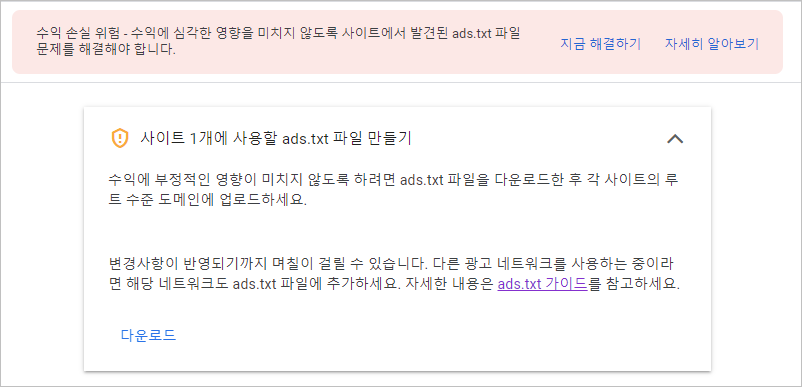 수익 손실 위험 - 수익에 심각한 영향을 미치지 않도록 사이트에서 발견된 ads.txt 파일
문제를 해결해야 합니다.
지금 해결하기
자세히 알아보기
사이트 1개에 사용할 ads.txt 파일 만들기
수익에 부정적인 영향이 미치지 않도록 하려면 ads.txt 파일을 다운로드한 후 각 사이트의 루
트 수준 도메인에 업로드하세요.
변경사항이 반영되기까지 며칠이 걸릴 수 있습니다. 다른 광고 네트워크를 사용하는 중이라
면 해당 네트워크도 ads.txt 파일에 추가하세요. 자세한 내용은 ads.txt 가이드를 참고하세요.
다운로드